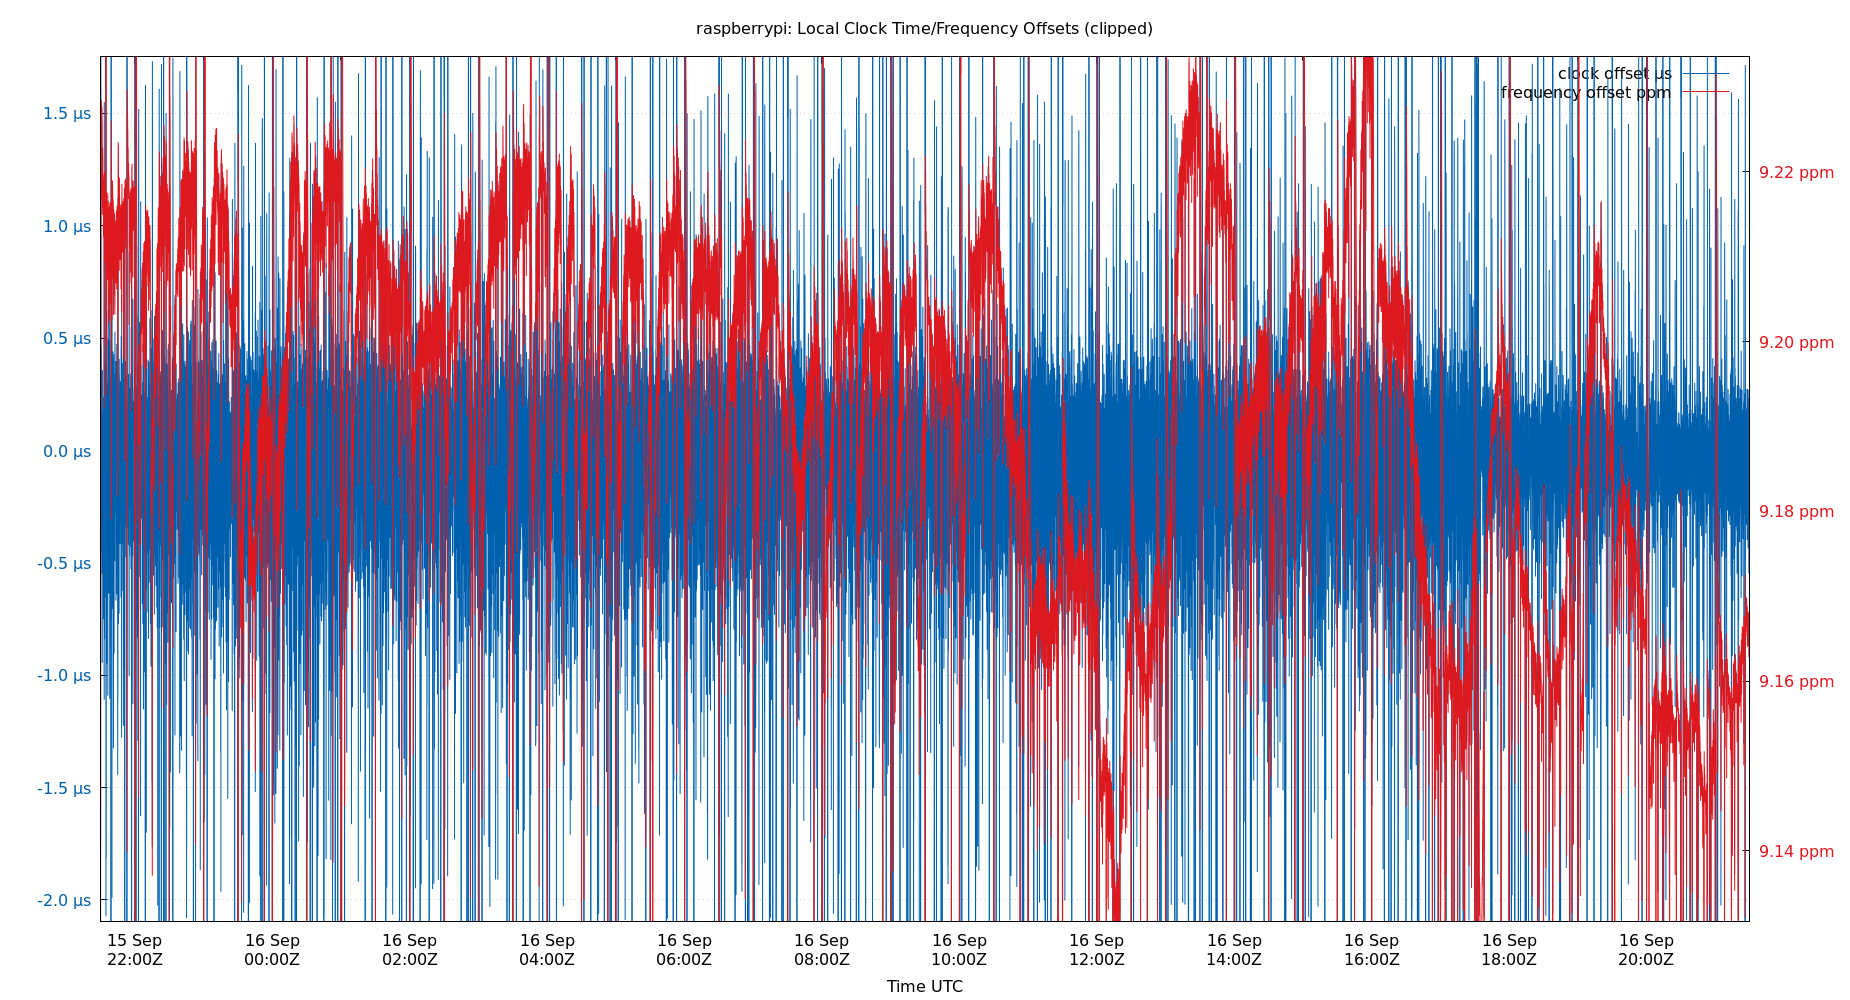 raspberrypi: Local Clock Time/Frequency Offsets (clipped)
clock offset µs
frequency offset ppm
1.5 µs
1.0 µs
0.5 µs
0.0 µs
-0.5 µs
-1.0 µs
-1.5 µs
-2.0 µs
9.22 ppm
9.20 ppm
9.18 ppm
9.16 ppm
9.14 ppm
15 Sep 16 Sep 16 Sep 16 Sep 16 Sep 16 Sep 16 Sep 16 Sep 16 Sep 16 Sep 16 Sep 16 Sep
22:00Z 00:00Z 02:00Z 04:00Z 06:00Z 08:00Z 10:00Z 12:00Z 14:00Z 16:00Z 18:00Z 20:00Z
Time UTC